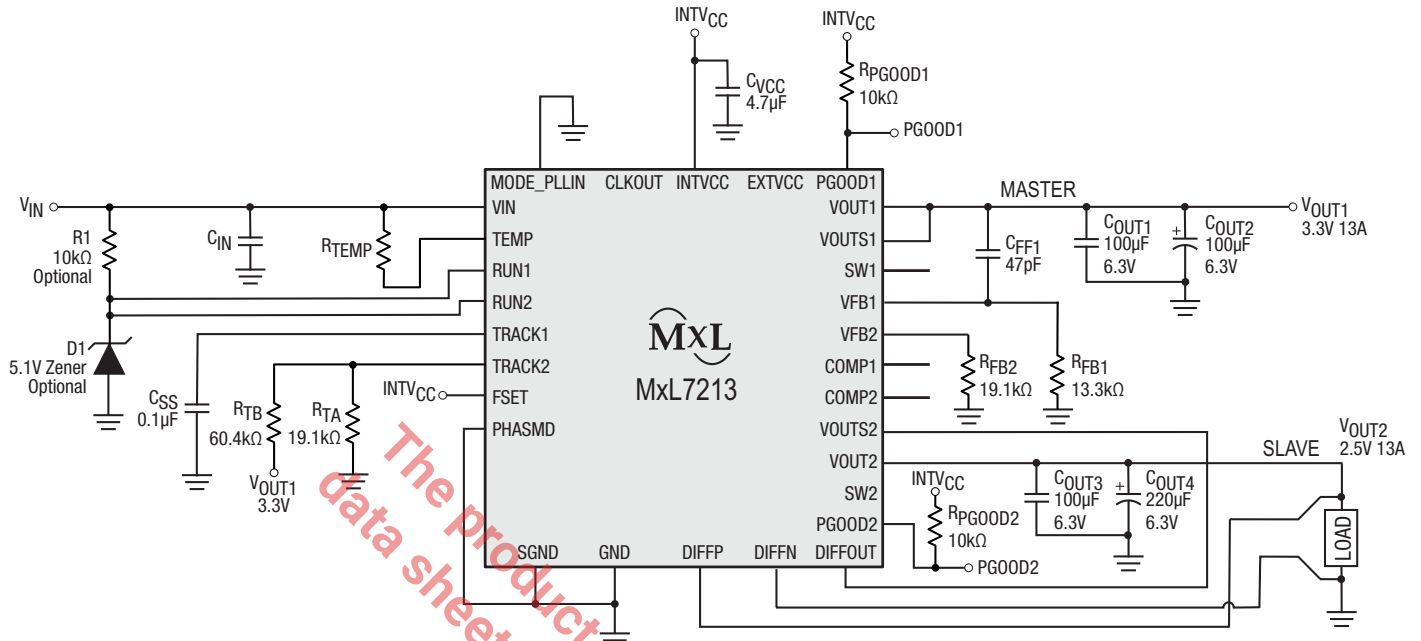 INTVCC
INTVCC
RPGOOD1
10kΩ
CVCC
4.7µF
PGOOD1
MODE_PLLIN CLKOUT INTVCC EXTVCC PGOOD1
VIN
R1
10kΩ
Optional
CIN
RTEMP
D1
5.1V Zener
Optional
CSS
0.1µF
RTB
60.4kΩ
RTA
19.1kΩ
INTVCC
VOUT1
3.3V
VIN
TEMP
RUN1
RUN2
TRACK1
TRACK2
FSET
PHASMD
MXL
MxL7213
VOUT1
VOUTS1
SW1
VFB1
VFB2
COMP1
COMP2
VOUTS2
VOUT2
SW2
PGOOD2
SGND GND DIFFP DIFFN DIFFOUT
MASTER
CFF1
47pF
COUT1
100µF
6.3V
+
COUT2
100µF
6.3V
VOUT1
3.3V 13A
RFB2
19.1kΩ
RFB1
13.3kΩ
SLAVE
VOUT2
2.5V 13A
INTVCC
RPGOOD2
10kΩ
PGOOD2
COUT3
100µF
6.3V
+
COUT4
220µF
6.3V
LOAD
The product
data sheet